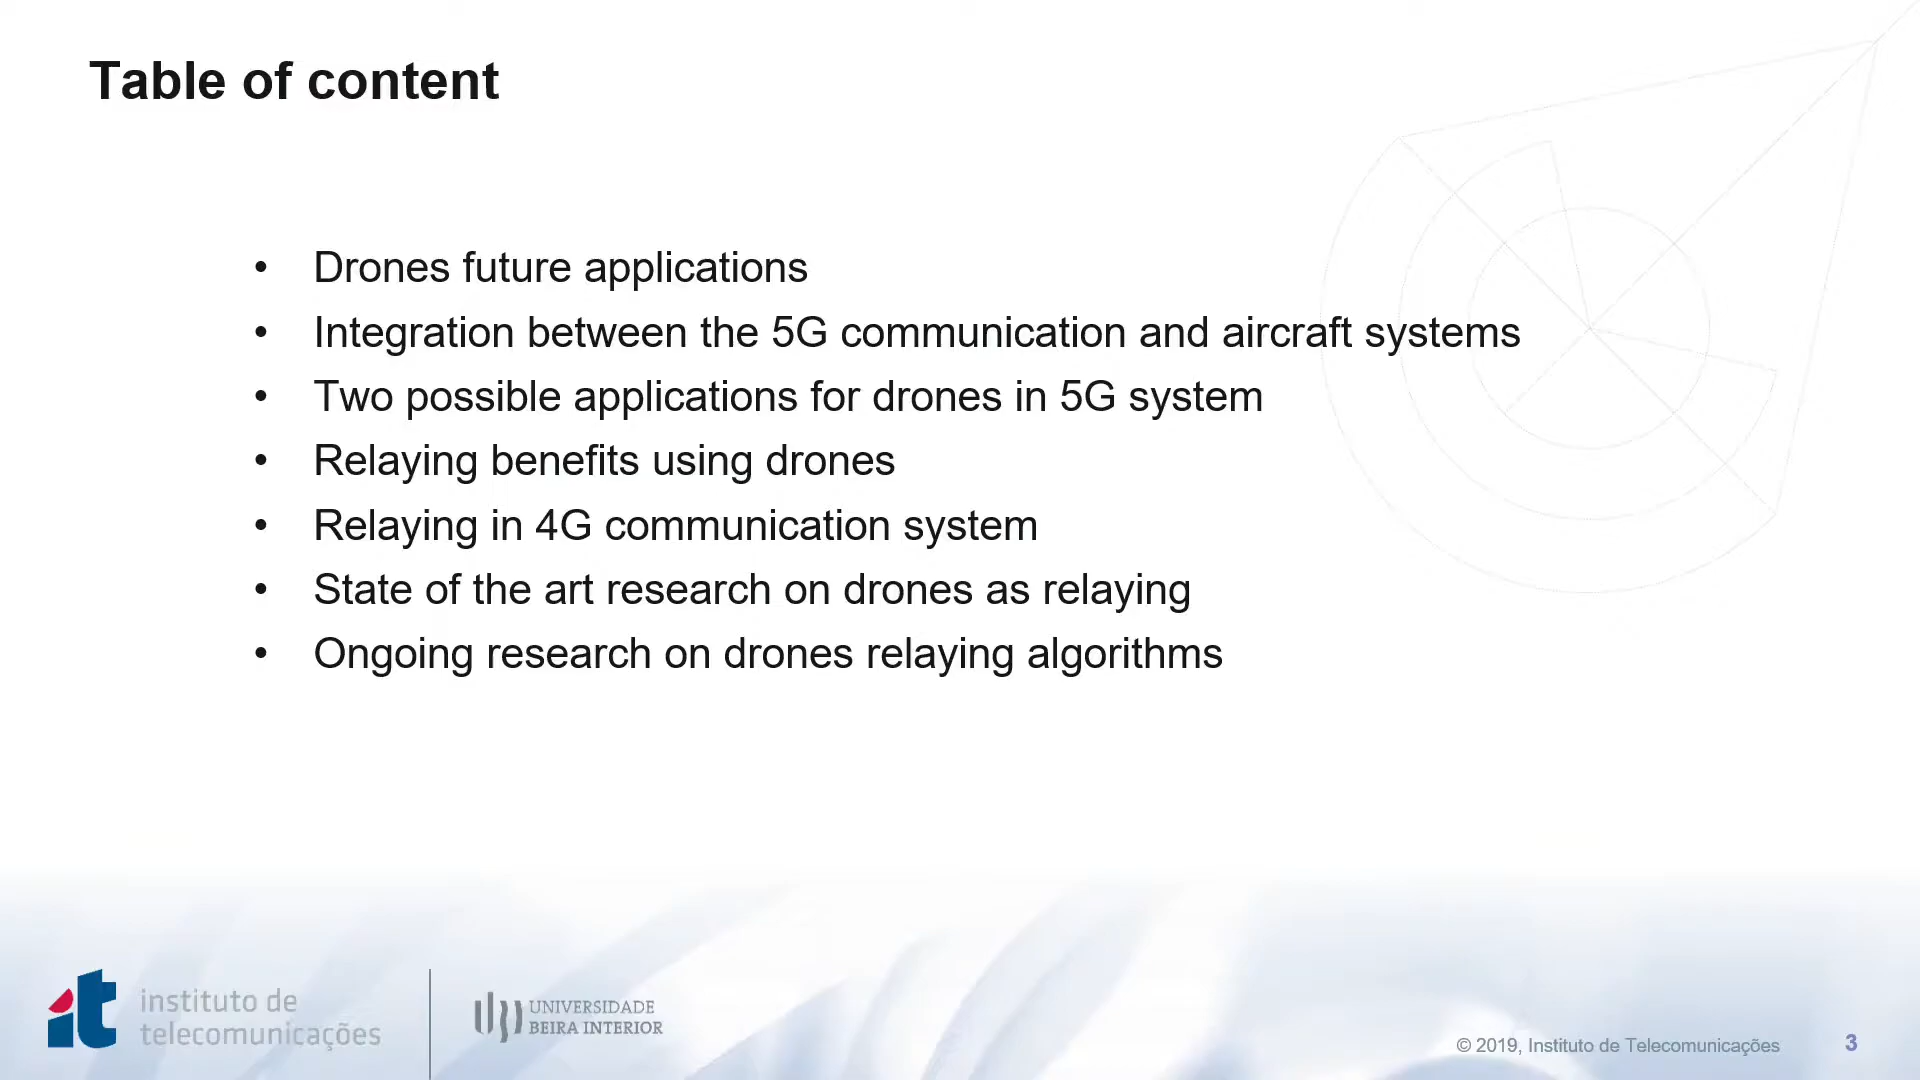 Table of content
• Drones future applications
• Integration between the 5G communication and aircraft systems
• Two possible applications for drones in 5G system
• Relaying benefits using drones
• Relaying in 4G communication system
• State of the art research on drones as relaying
• Ongoing research on drones relaying algorithms
it instituto de
telecomunicações
UNIVERSIDADE
BEIRA INTERIOR
© 2019, Instituto de Telecomunicações
3